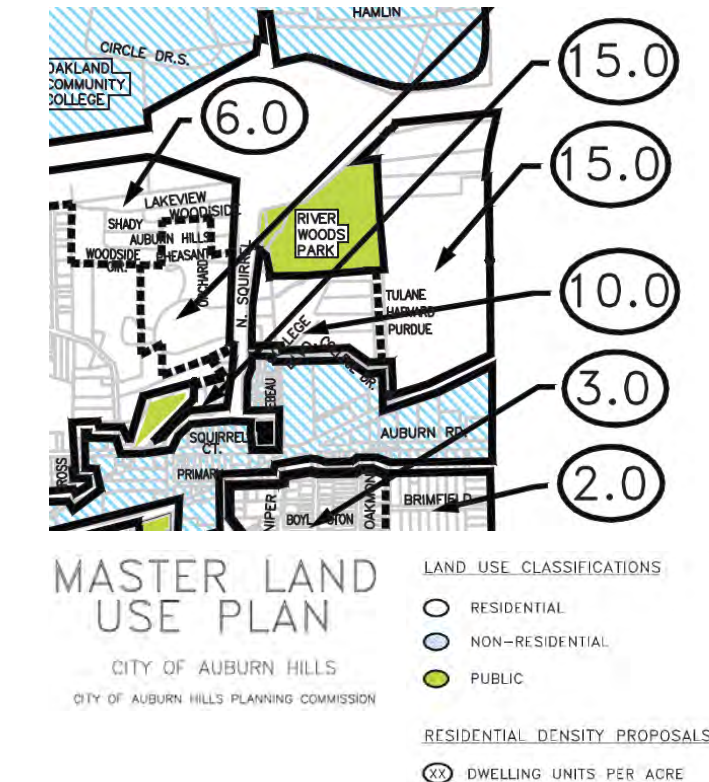 HAMLIN
CIRCLE DR.S.
OAKLAND
COMMUNITY
COLLEGE
15.0
6.0
15.0
LAKEVIEW
WOODSIDE
SHADY
AUBURN HILLS
WOODSIDE
CIR.
PHEASANT
ORCHARD
N. SQUIRREL
RIVER
WOODS
PARK
10.0
TULANE
HARVARD
PURDUE
COLLEGE DR.
3.0
AUBURN RD.
SQUIRREL
CT.
PRIMARY
2.0
BRIMFIELD
MASTER LAND
USE PLAN
CITY OF AUBURN HILLS
CITY OF AUBURN HILLS PLANNING COMMISSION
LAND USE CLASSIFICATIONS
RESIDENTIAL
NON-RESIDENTIAL
PUBLIC
RESIDENTIAL DENSITY PROPOSALS
XX DWELLING UNITS PER ACRE